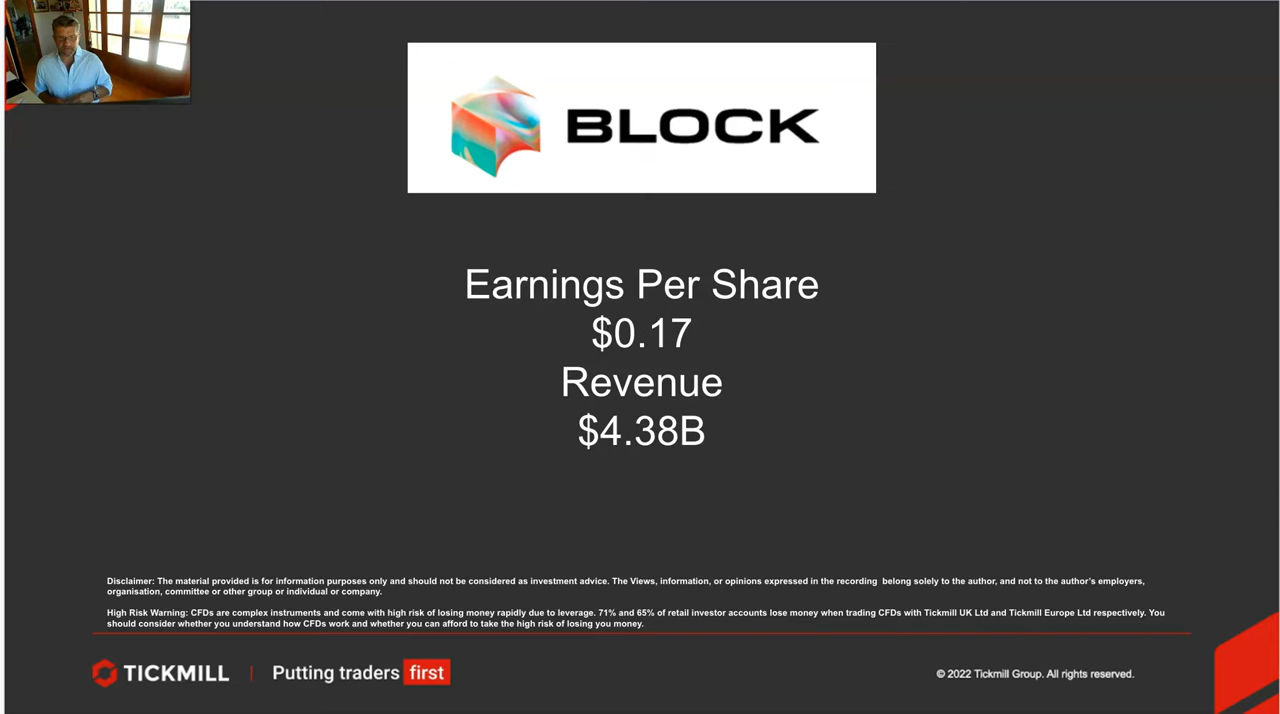 BLOCK
Earnings Per Share
$0.17
Revenue
$4.38B
Disclaimer: The material provided is for information purposes only and should not be considered as investment advice. The Views, information, or opinions expressed in the recording  belong solely to the author, and not to the author's employers,
organisation, committee or other group or individual or company.
High Risk Warning: CFDs are complex instruments and come with high risk of losing money rapidly due to leverage. 71% and 65% of retail investor accounts lose money when trading CFDs with Tickmill UK Ltd and Tickmill Europe Ltd respectively. You
should consider whether you understand how CFDs work and whether you can afford to take the high risk of losing you money.
TICKMILL | Putting traders first
© 2022 Tickmill Group. All rights reserved.